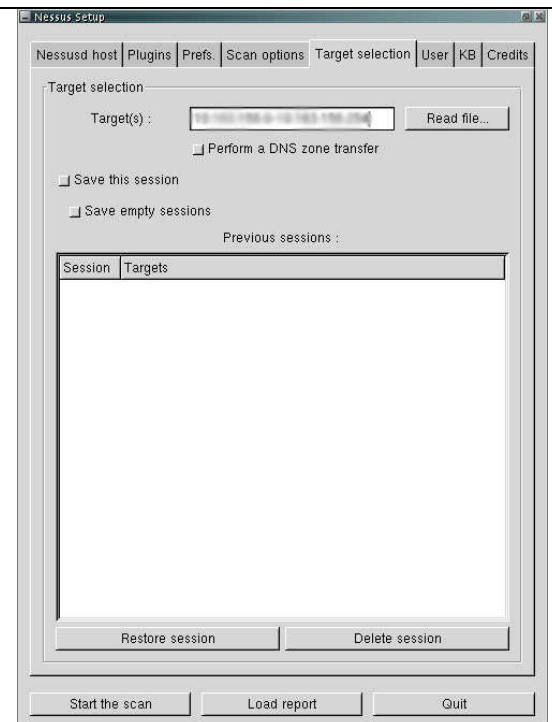 Nessus Setup
Nessusd host Plugins Prefs. Scan options Target selection User KB Credits
Target selection
Target(s) : Read file...
Perform a DNS zone transfer
Save this session
Save empty sessions
Previous sessions :
Session Targets
Restore session Delete session
Start the scan Load report Quit